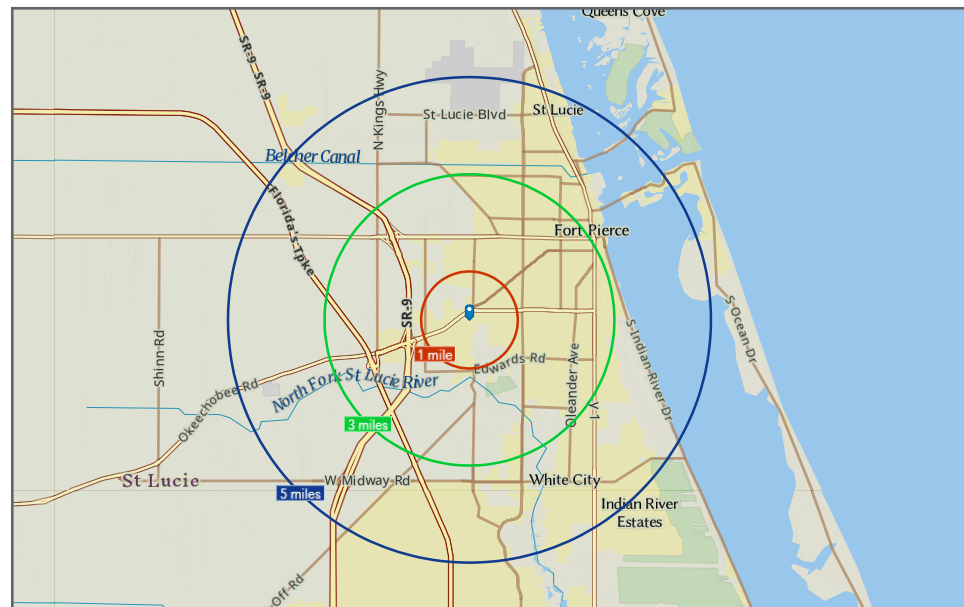 Queens Cove
SR-9
SR-9
N Kings Hwy
St Lucie Blvd
St Lucie
Belcher Canal
Florida's Tpke
Fort Pierce
SR-9
S Ocean Dr
S Indian River Dr
Shinn Rd
1 mile
Edwards Rd
Oleander Ave
North Fork St Lucie River
Okeechobee Rd
V-1
3 miles
St Lucie
W Midway Rd
White City
5 miles
Indian River
Estates
Off Rd